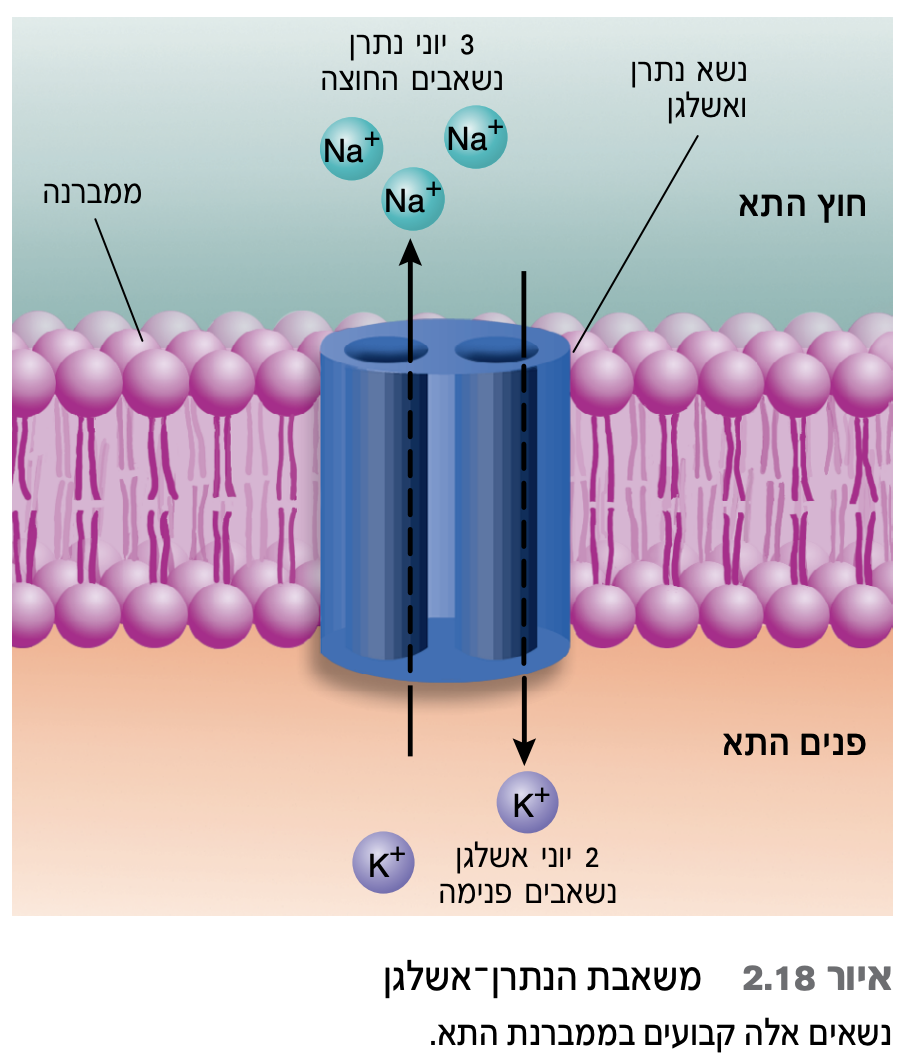 3 יוני נתרן
נשאבים החוצה
נשא נתרן
ואשלגן
Na+
Na+
Na+
ממברנה
חוץ התא
פנים התא
K+
K+
2 יוני אשלגן
נשאבים פנימה
איור 2.18 משאבת הנתרן־אשלגן
נשאים אלה קבועים בממברנת התא.